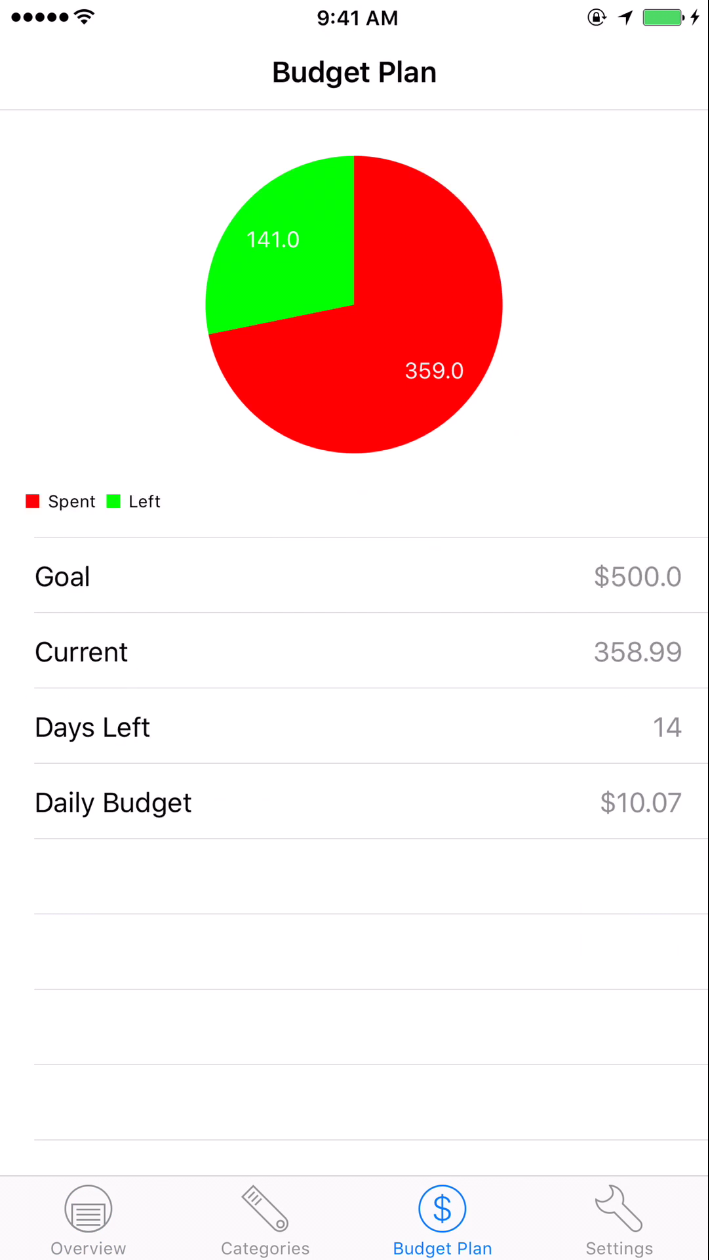 9:41 AM
Budget Plan
141.0
359.0
Spent Left
Goal $500.0
Current 358.99
Days Left 14
Daily Budget $10.07
$
Overview Categories Budget Plan Settings